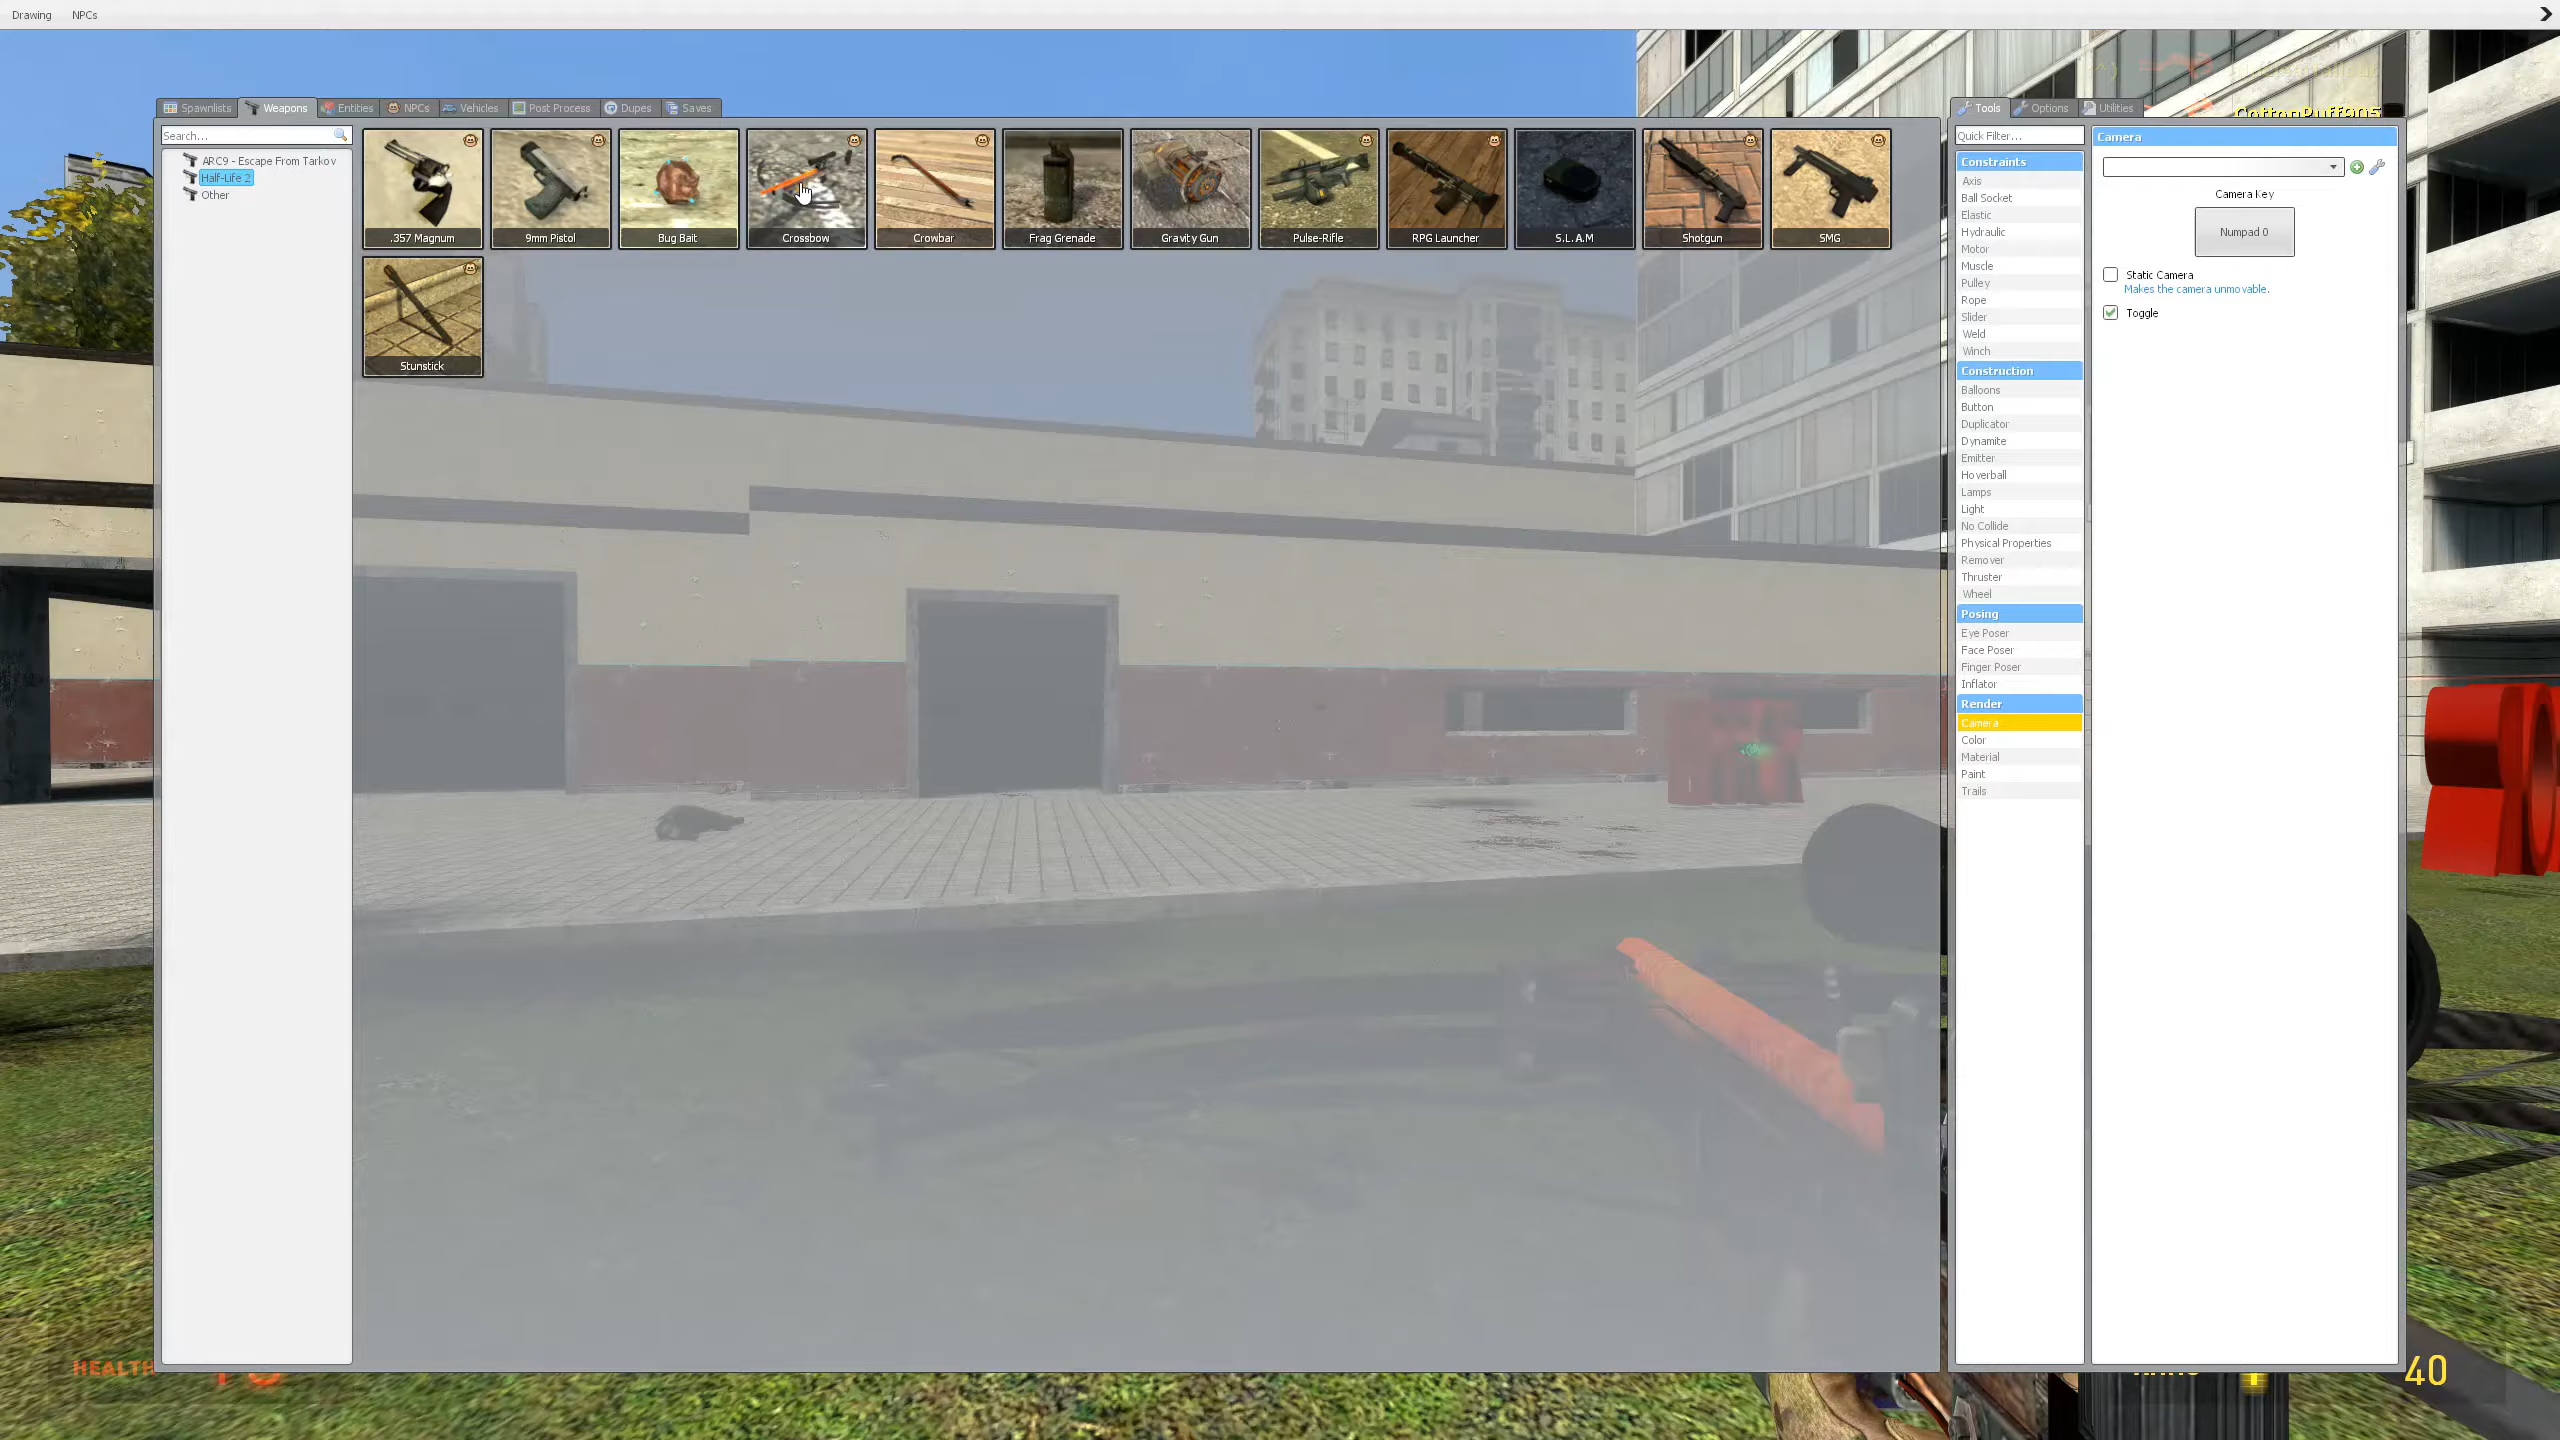 Drawing NPCs
Spawnlists Weapons Entities NPCs Vehicles Post Process Dupes Saves
Tools Options Utilities
CottonPuff905
Search...
ARC9 - Escape From Tarkov
Half-Life 2
Other
.357 Magnum 9mm Pistol Bug Bait Crossbow Crowbar Frag Grenade Gravity Gun Pulse-Rifle RPG Launcher S.L.A.M Shotgun SMG
Stunstick
Quick Filter...
Constraints
Axis
Ball Socket
Elastic
Hydraulic
Motor
Muscle
Pulley
Rope
Slider
Weld
Winch
Construction
Balloons
Button
Duplicator
Dynamite
Emitter
Hoverball
Lamps
Light
No Collide
Physical Properties
Remover
Thruster
Wheel
Posing
Eye Poser
Face Poser
Finger Poser
Inflator
Render
Camera
Color
Material
Paint
Trails
Camera
Camera Key
Numpad 0
Static Camera
Makes the camera unmovable.
Toggle
HEALTH
40